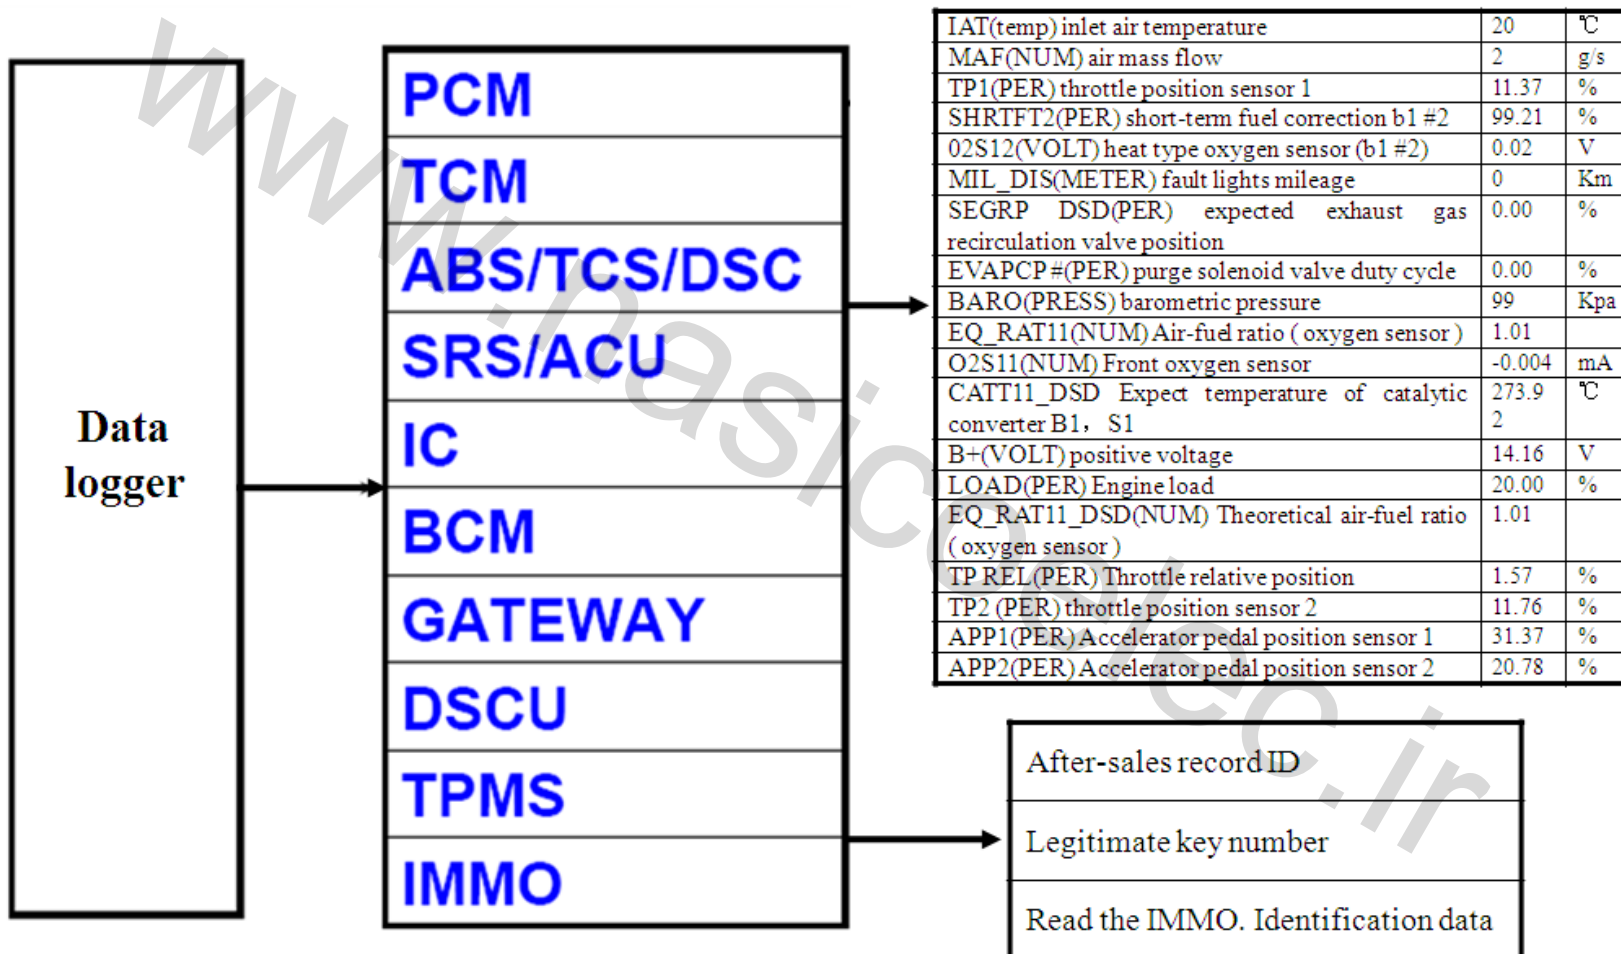 Data
logger
PCM
TCM
ABS/TCS/DSC
SRS/ACU
IC
BCM
GATEWAY
DSCU
TPMS
IMMO
IAT(temp) inlet air temperature 20 ℃
MAF(NUM) air mass flow 2 g/s
TP1(PER) throttle position sensor 1 11.37 %
SHRTFT2(PER) short-term fuel correction b1 #2 99.21 %
02S12(VOLT) heat type oxygen sensor (b1 #2) 0.02 V
MIL_DIS(METER) fault lights mileage 0 Km
SEGRP DSD(PER) expected exhaust gas 0.00 %
recirculation valve position
EVAPCP #(PER) purge solenoid valve duty cycle 0.00 %
BARO(PRESS) barometric pressure 99 Kpa
EQ_RAT11(NUM) Air-fuel ratio ( oxygen sensor ) 1.01
O2S11(NUM) Front oxygen sensor -0.004 mA
CATT11_DSD Expect temperature of catalytic 273.9 ℃
converter B1, S1 2
B+(VOLT) positive voltage 14.16 V
LOAD(PER) Engine load 20.00 %
EQ_RAT11_DSD(NUM) Theoretical air-fuel ratio 1.01
( oxygen sensor )
TP REL(PER) Throttle relative position 1.57 %
TP2 (PER) throttle position sensor 2 11.76 %
APP1(PER) Accelerator pedal position sensor 1 31.37 %
APP2(PER) Accelerator pedal position sensor 2 20.78 %
After-sales record ID
Legitimate key number
Read the IMMO. Identification data
www.nasicoelec.ir